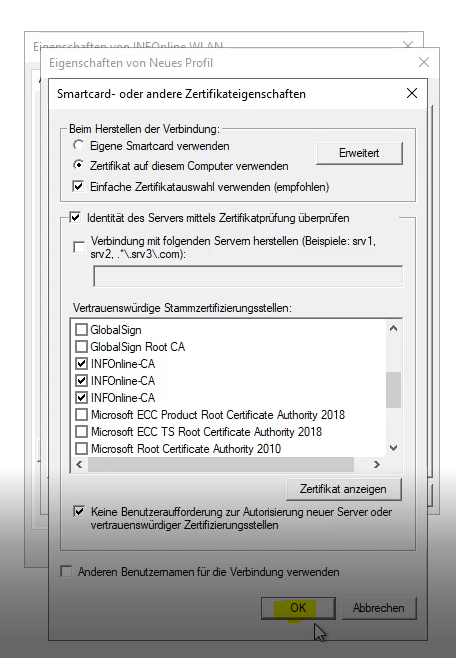 Eigenschaften von INFOnline WLAN
Eigenschaften von Neues Profil
Smartcard- oder andere Zertifikateigenschaften
Beim Herstellen der Verbindung:
Eigene Smartcard verwenden
Zertifikat auf diesem Computer verwenden
Erweitert
Einfache Zertifikatauswahl verwenden (empfohlen)
Identität des Servers mittels Zertifikatprüfung überprüfen
Verbindung mit folgenden Servern herstellen (Beispiele: srv1,
srv2, .*\.srv3\.com):
Vertrauenswürdige Stammzertifizierungsstellen:
GlobalSign
GlobalSign Root CA
INFOnline-CA
INFOnline-CA
INFOnline-CA
Microsoft ECC Product Root Certificate Authority 2018
Microsoft ECC TS Root Certificate Authority 2018
Microsoft Root Certificate Authority 2010
Zertifikat anzeigen
Keine Benutzeraufforderung zur Autorisierung neuer Server oder
vertrauenswürdiger Zertifizierungsstellen
Anderen Benutzernamen für die Verbindung verwenden
OK
Abbrechen